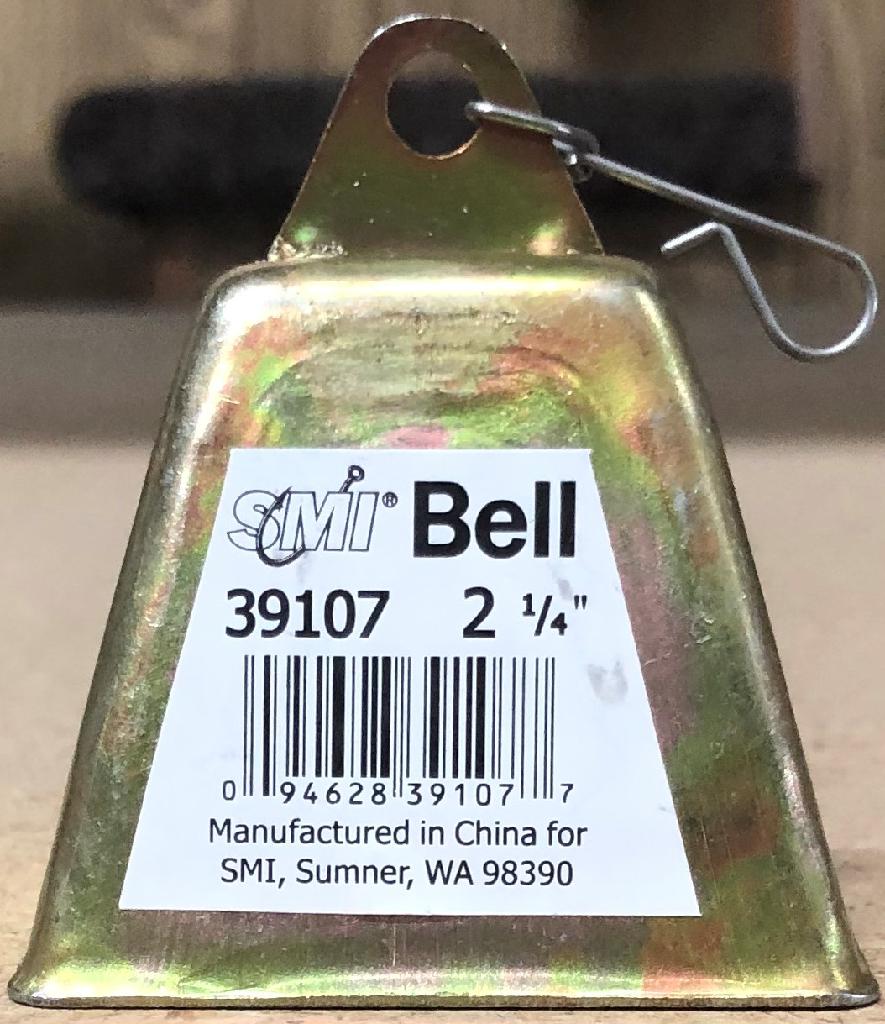 SMI® Bell
39107 2 ¼"
0 94628 39107 7
Manufactured in China for
SMI, Sumner, WA 98390